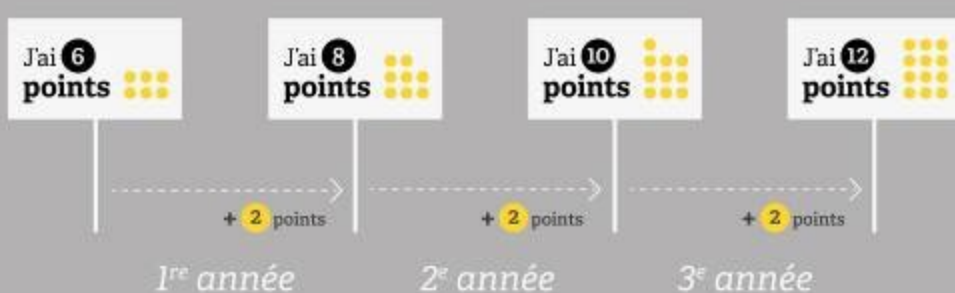 J'ai 6
points
J'ai 8
points
J'ai 10
points
J'ai 12
points
+ 2 points
+ 2 points
+ 2 points
1re année
2e année
3e année